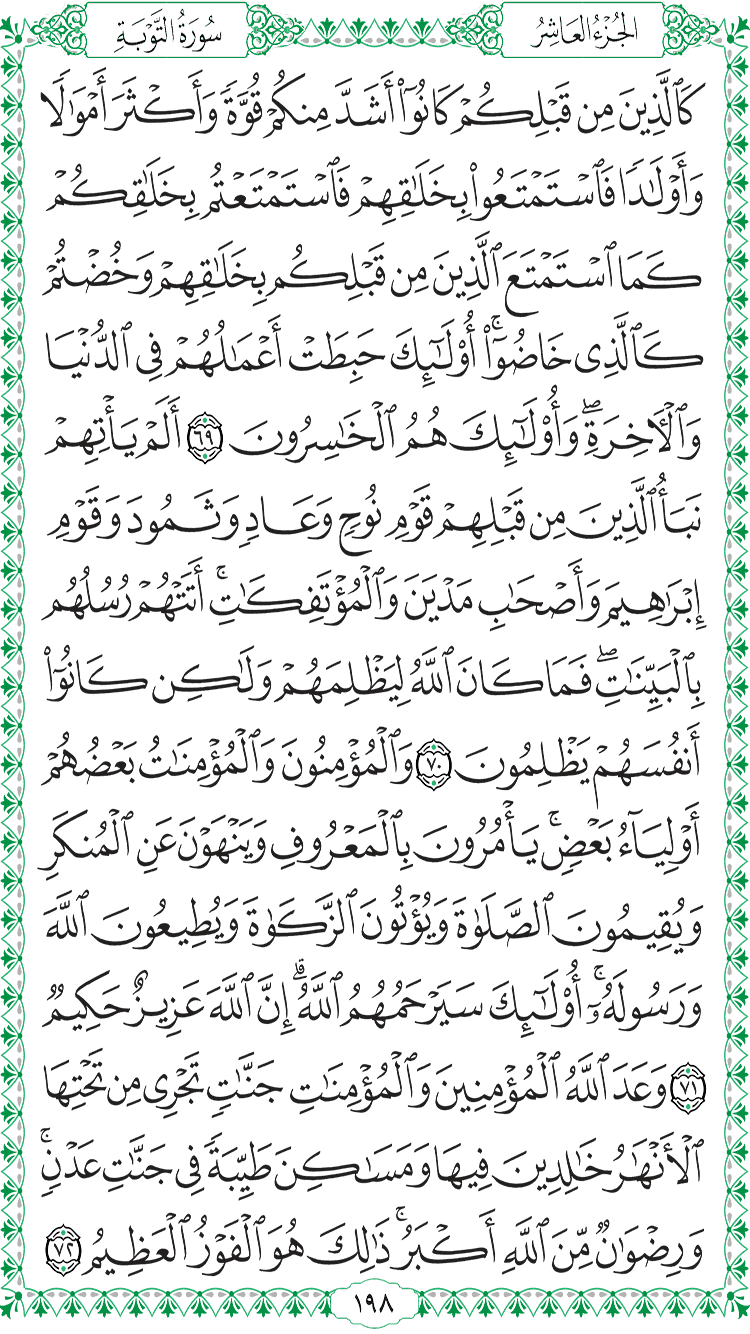 الجُزْءُ العَاشِرُ
سُورَةُ التَّوْبَةِ
كَٱلَّذِينَ مِن قَبْلِكُمْ كَانُوٓاْ أَشَدَّ مِنكُمْ قُوَّةٗ وَأَكْثَرَ أَمْوَٰلٗا
وَأَوْلَٰدٗا فَٱسْتَمْتَعُواْ بِخَلَٰقِهِمْ فَٱسْتَمْتَعْتُم بِخَلَٰقِكُمْ
كَمَا ٱسْتَمْتَعَ ٱلَّذِينَ مِن قَبْلِكُم بِخَلَٰقِهِمْ وَخُضْتُمْ
كَٱلَّذِي خَاضُوٓاْۚ أُوْلَٰٓئِكَ حَبِطَتْ أَعْمَٰلُهُمْ فِي ٱلدُّنْيَا
وَٱلْأٓخِرَةِۖ وَأُوْلَٰٓئِكَ هُمُ ٱلْخَٰسِرُونَ ٦٩ أَلَمْ يَأْتِهِمْ
نَبَأُ ٱلَّذِينَ مِن قَبْلِهِمْ قَوْمِ نُوحٖ وَعَادٖ وَثَمُودَ وَقَوْمِ
إِبْرَٰهِيمَ وَأَصْحَٰبِ مَدْيَنَ وَٱلْمُؤْتَفِكَٰتِۚ أَتَتْهُمْ رُسُلُهُم
بِٱلْبَيِّنَٰتِۖ فَمَا كَانَ ٱللَّهُ لِيَظْلِمَهُمْ وَلَٰكِن كَانُوٓاْ
أَنفُسَهُمْ يَظْلِمُونَ ٧٠ وَٱلْمُؤْمِنُونَ وَٱلْمُؤْمِنَٰتُ بَعْضُهُمْ
أَوْلِيَآءُ بَعْضٖۚ يَأْمُرُونَ بِٱلْمَعْرُوفِ وَيَنْهَوْنَ عَنِ ٱلْمُنكَرِ
وَيُقِيمُونَ ٱلصَّلَوٰةَ وَيُؤْتُونَ ٱلزَّكَوٰةَ وَيُطِيعُونَ ٱللَّهَ
وَرَسُولَهُۥٓۚ أُوْلَٰٓئِكَ سَيَرْحَمُهُمُ ٱللَّهُۗ إِنَّ ٱللَّهَ عَزِيزٌ حَكِيمٞ
٧١ وَعَدَ ٱللَّهُ ٱلْمُؤْمِنِينَ وَٱلْمُؤْمِنَٰتِ جَنَّٰتٖ تَجْرِي مِن تَحْتِهَا
ٱلْأَنْهَٰرُ خَٰلِدِينَ فِيهَا وَمَسَٰكِنَ طَيِّبَةٗ فِي جَنَّٰتِ عَدْنٖۚ
وَرِضْوَٰنٞ مِّنَ ٱللَّهِ أَكْبَرُۚ ذَٰلِكَ هُوَ ٱلْفَوْزُ ٱلْعَظِيمُ ٧٢
١٩٨